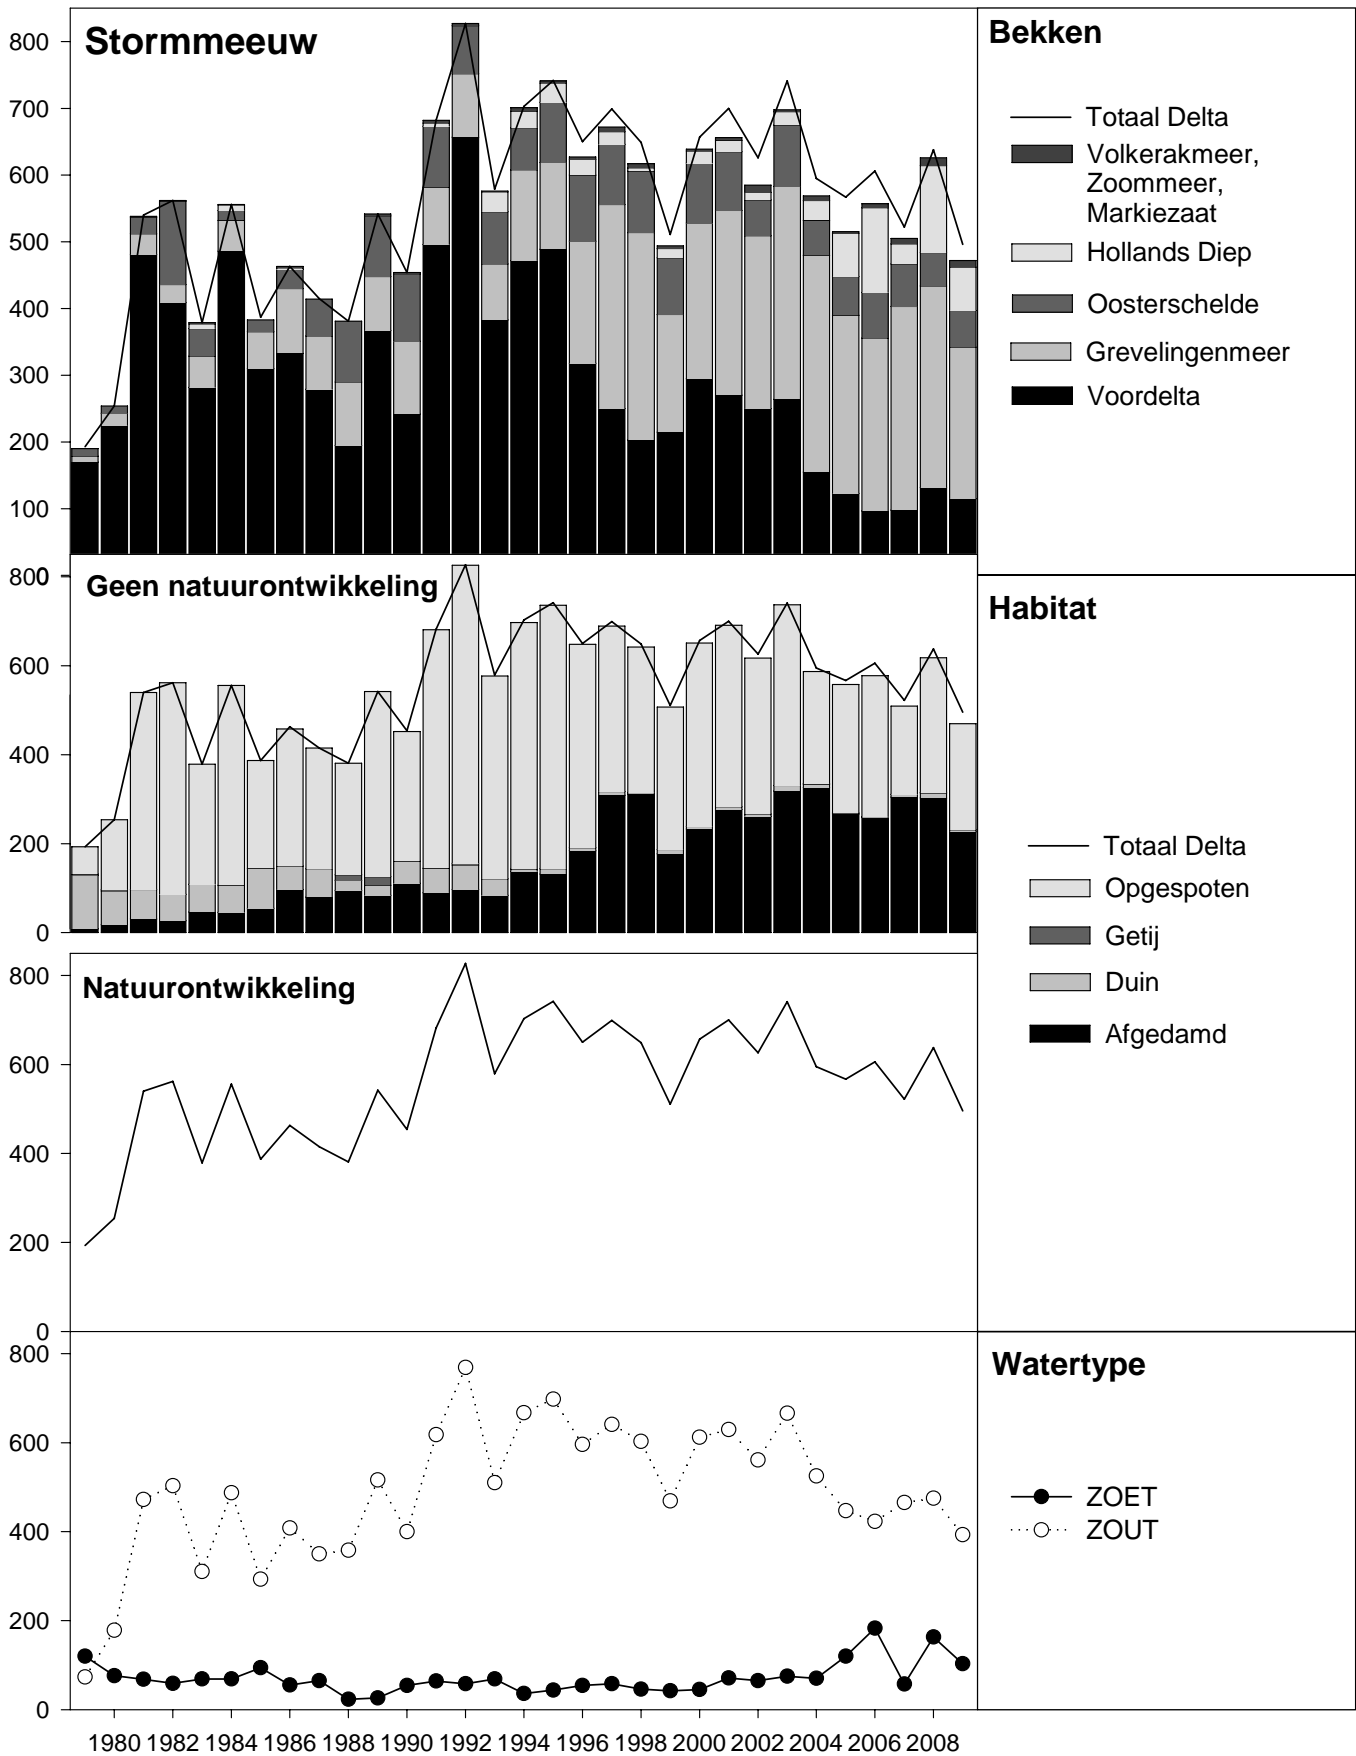 Stormmeeuw
800
700
600
500
400
300
200
100
0
Bekken
Totaal Delta
Volkerakmeer,
Zoommeer,
Markiezaat
Hollands Diep
Oosterschelde
Grevelingenmeer
Voordelta
Geen natuurontwikkeling
800
600
400
200
0
Habitat
Totaal Delta
Opgespoten
Getij
Duin
Afgedamd
Natuurontwikkeling
800
600
400
200
0
Watertype
800
600
400
200
0
ZOET
ZOUT
1980 1982 1984 1986 1988 1990 1992 1994 1996 1998 2000 2002 2004 2006 2008